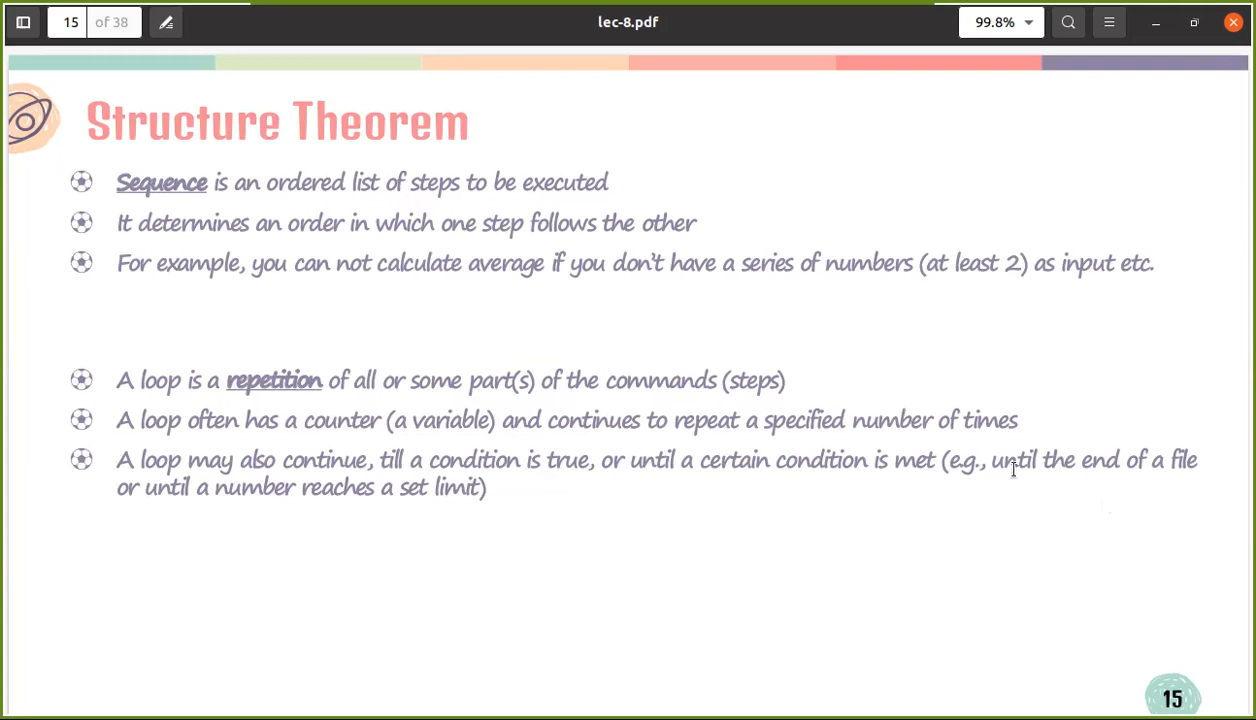 15 of 38
lec-8.pdf
99.8%
Structure Theorem
Sequence is an ordered list of steps to be executed
It determines an order in which one step follows the other
For example, you can not calculate average if you don't have a series of numbers (at least 2) as input etc.
A loop is a repetition of all or some part(s) of the commands (steps)
A loop often has a counter (a variable) and continues to repeat a specified number of times
A loop may also continue, till a condition is true, or until a certain condition is met (e.g., until the end of a file
or until a number reaches a set limit)
15